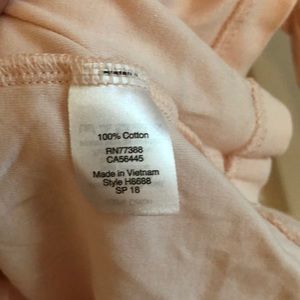 100% Cotton
RN77388
CA56445
Made in Vietnam
Style H8688
SP 18